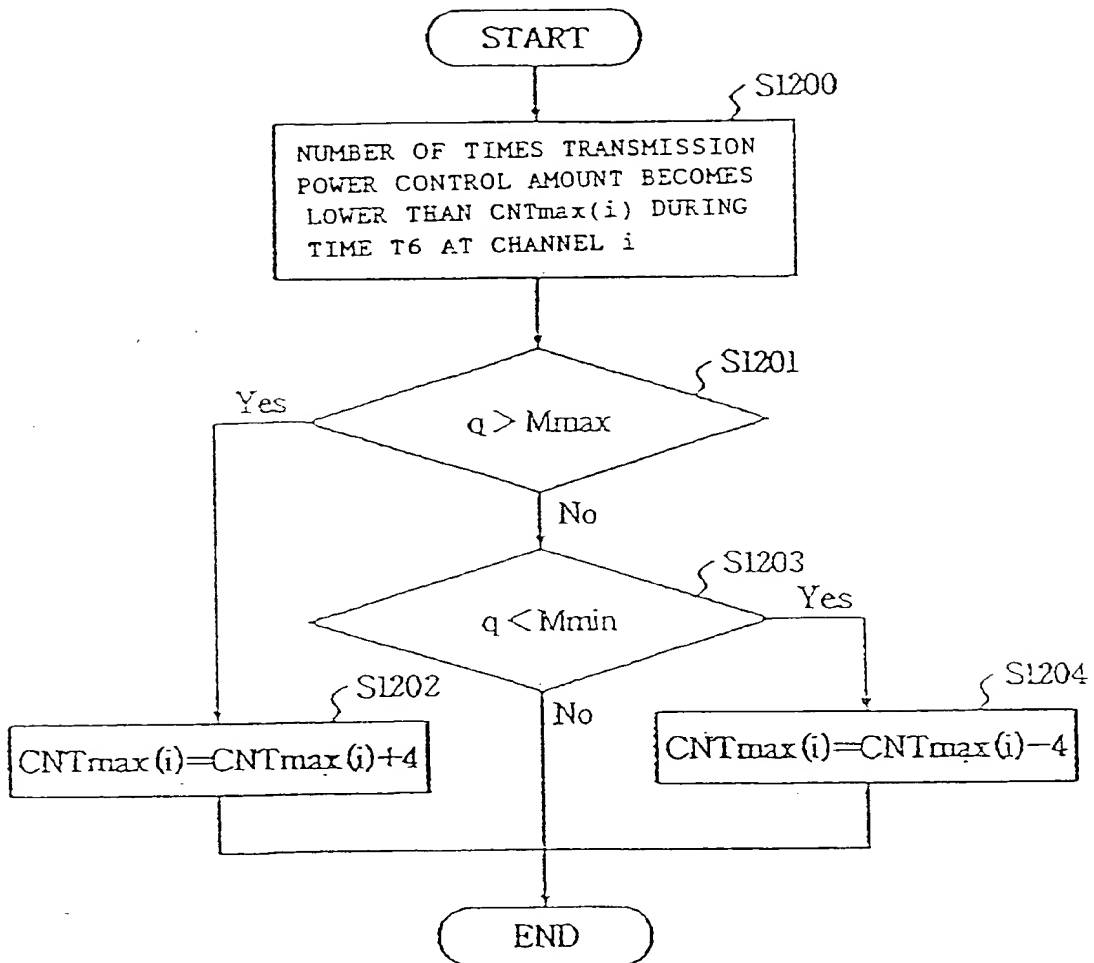 START
S1200
NUMBER OF TIMES TRANSMISSION
POWER CONTROL AMOUNT BECOMES
LOWER THAN CNTmax(i) DURING
TIME T6 AT CHANNEL i
S1201
Yes
q > Mmax
No
S1203
Yes
q < Mmin
S1202
No
S1204
CNTmax(i)=CNTmax(i)+4
CNTmax(i)=CNTmax(i)−4
END